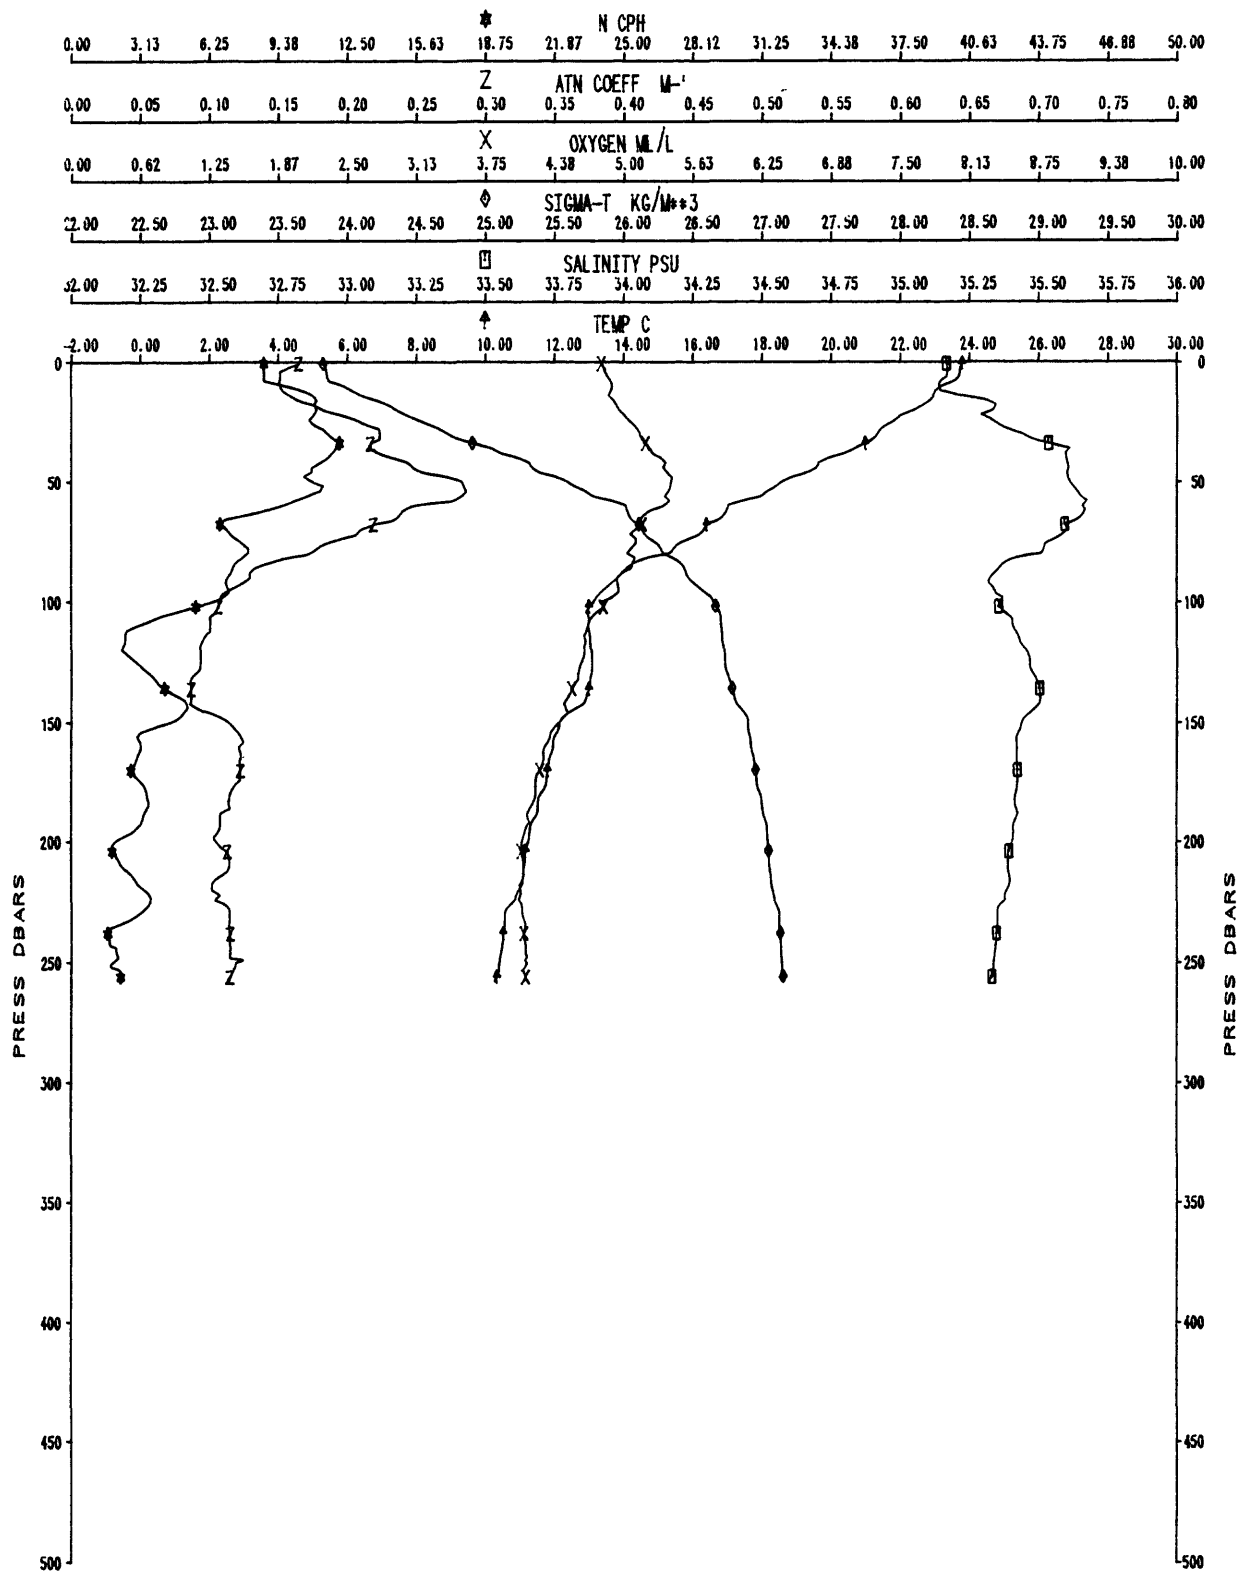 N CPH
0.00 3.13 6.25 9.38 12.50 15.63 18.75 21.87 25.00 28.12 31.25 34.38 37.50 40.63 43.75 46.88 50.00
Z ATN COEFF M-¹
0.00 0.05 0.10 0.15 0.20 0.25 0.30 0.35 0.40 0.45 0.50 0.55 0.60 0.65 0.70 0.75 0.80
X OXYGEN ML/L
0.00 0.62 1.25 1.87 2.50 3.13 3.75 4.38 5.00 5.63 6.25 6.88 7.50 8.13 8.75 9.38 10.00
SIGMA-T KG/M**3
22.00 22.50 23.00 23.50 24.00 24.50 25.00 25.50 26.00 26.50 27.00 27.50 28.00 28.50 29.00 29.50 30.00
SALINITY PSU
32.00 32.25 32.50 32.75 33.00 33.25 33.50 33.75 34.00 34.25 34.50 34.75 35.00 35.25 35.50 35.75 36.00
TEMP C
-2.00 0.00 2.00 4.00 6.00 8.00 10.00 12.00 14.00 16.00 18.00 20.00 22.00 24.00 26.00 28.00 30.00
0 0
50 50
100 100
150 150
200 200
250 250
300 300
350 350
400 400
450 450
500 500
PRESS DBARS
PRESS DBARS